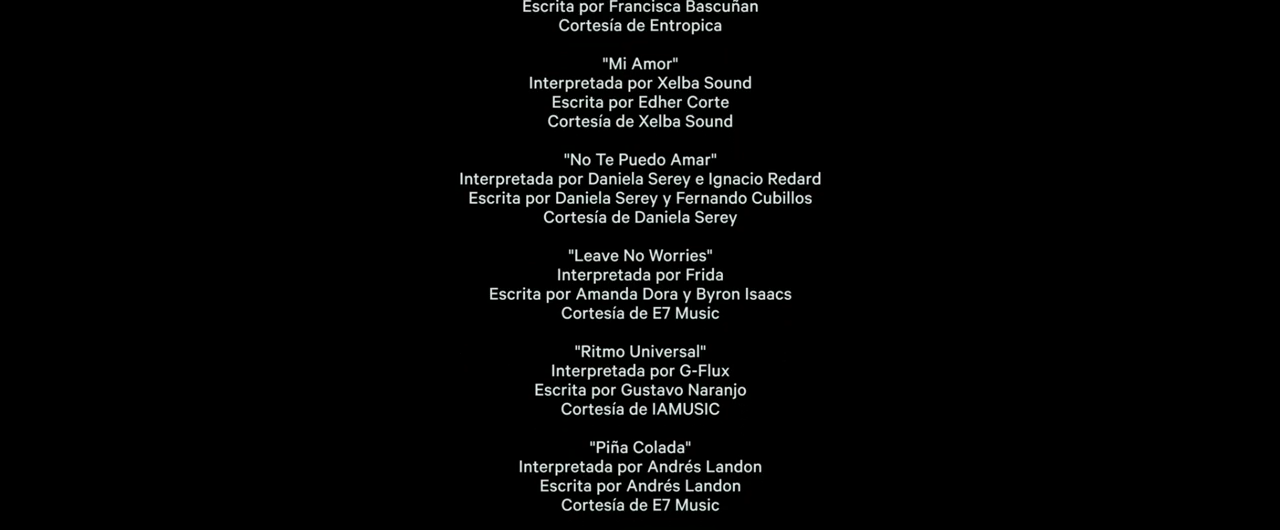 Escrita por Francisca Bascuñan
Cortesía de Entropica
"Mi Amor"
Interpretada por Xelba Sound
Escrita por Edher Corte
Cortesía de Xelba Sound
"No Te Puedo Amar"
Interpretada por Daniela Serey e Ignacio Redard
Escrita por Daniela Serey y Fernando Cubillos
Cortesía de Daniela Serey
"Leave No Worries"
Interpretada por Frida
Escrita por Amanda Dora y Byron Isaacs
Cortesía de E7 Music
"Ritmo Universal"
Interpretada por G-Flux
Escrita por Gustavo Naranjo
Cortesía de IAMUSIC
"Piña Colada"
Interpretada por Andrés Landon
Escrita por Andrés Landon
Cortesía de E7 Music